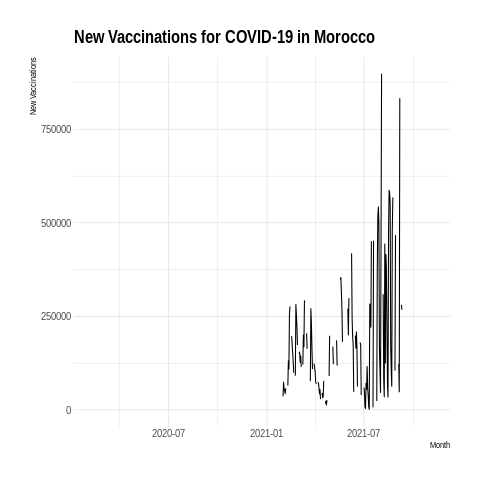 New Vaccinations for COVID-19 in Morocco
New Vaccinations
750000
500000
250000
0
2020-07
2021-01
2021-07
Month